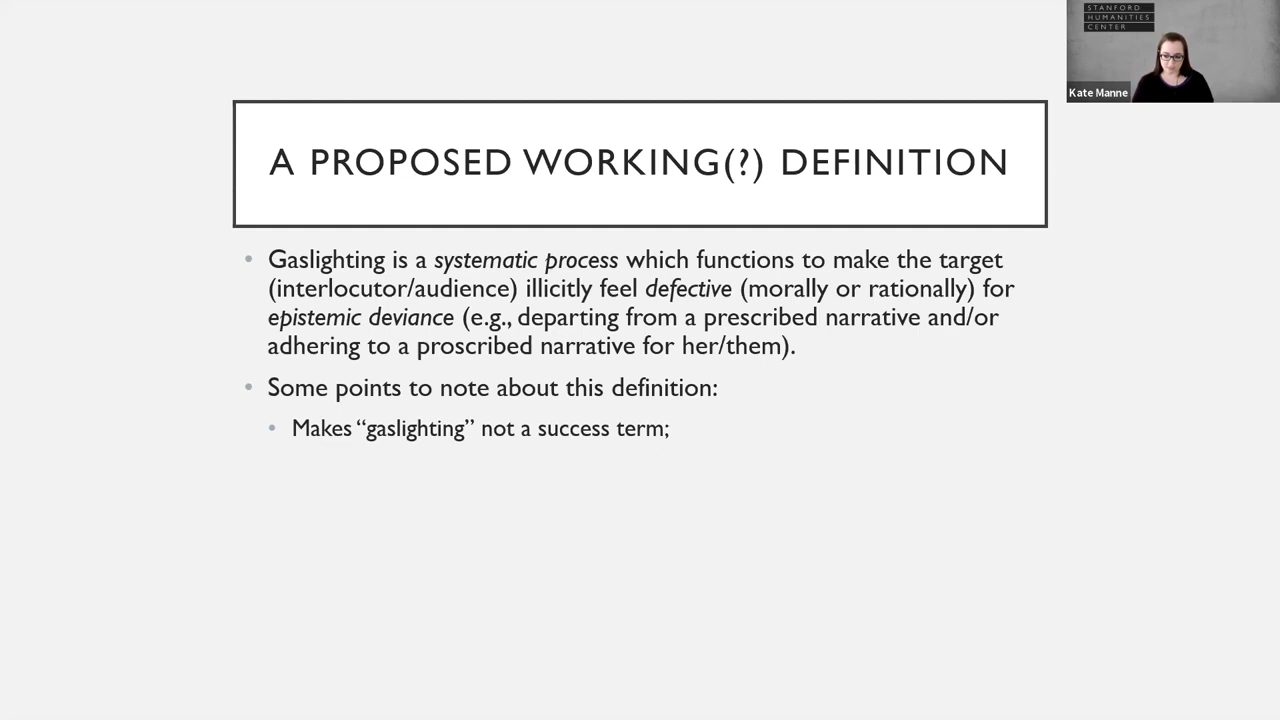 STANFORD
HUMANITIES
CENTER
Kate Manne
A PROPOSED WORKING(?) DEFINITION
• Gaslighting is a systematic process which functions to make the target
(interlocutor/audience) illicitly feel defective (morally or rationally) for
epistemic deviance (e.g., departing from a prescribed narrative and/or
adhering to a proscribed narrative for her/them).
• Some points to note about this definition:
• Makes “gaslighting” not a success term;